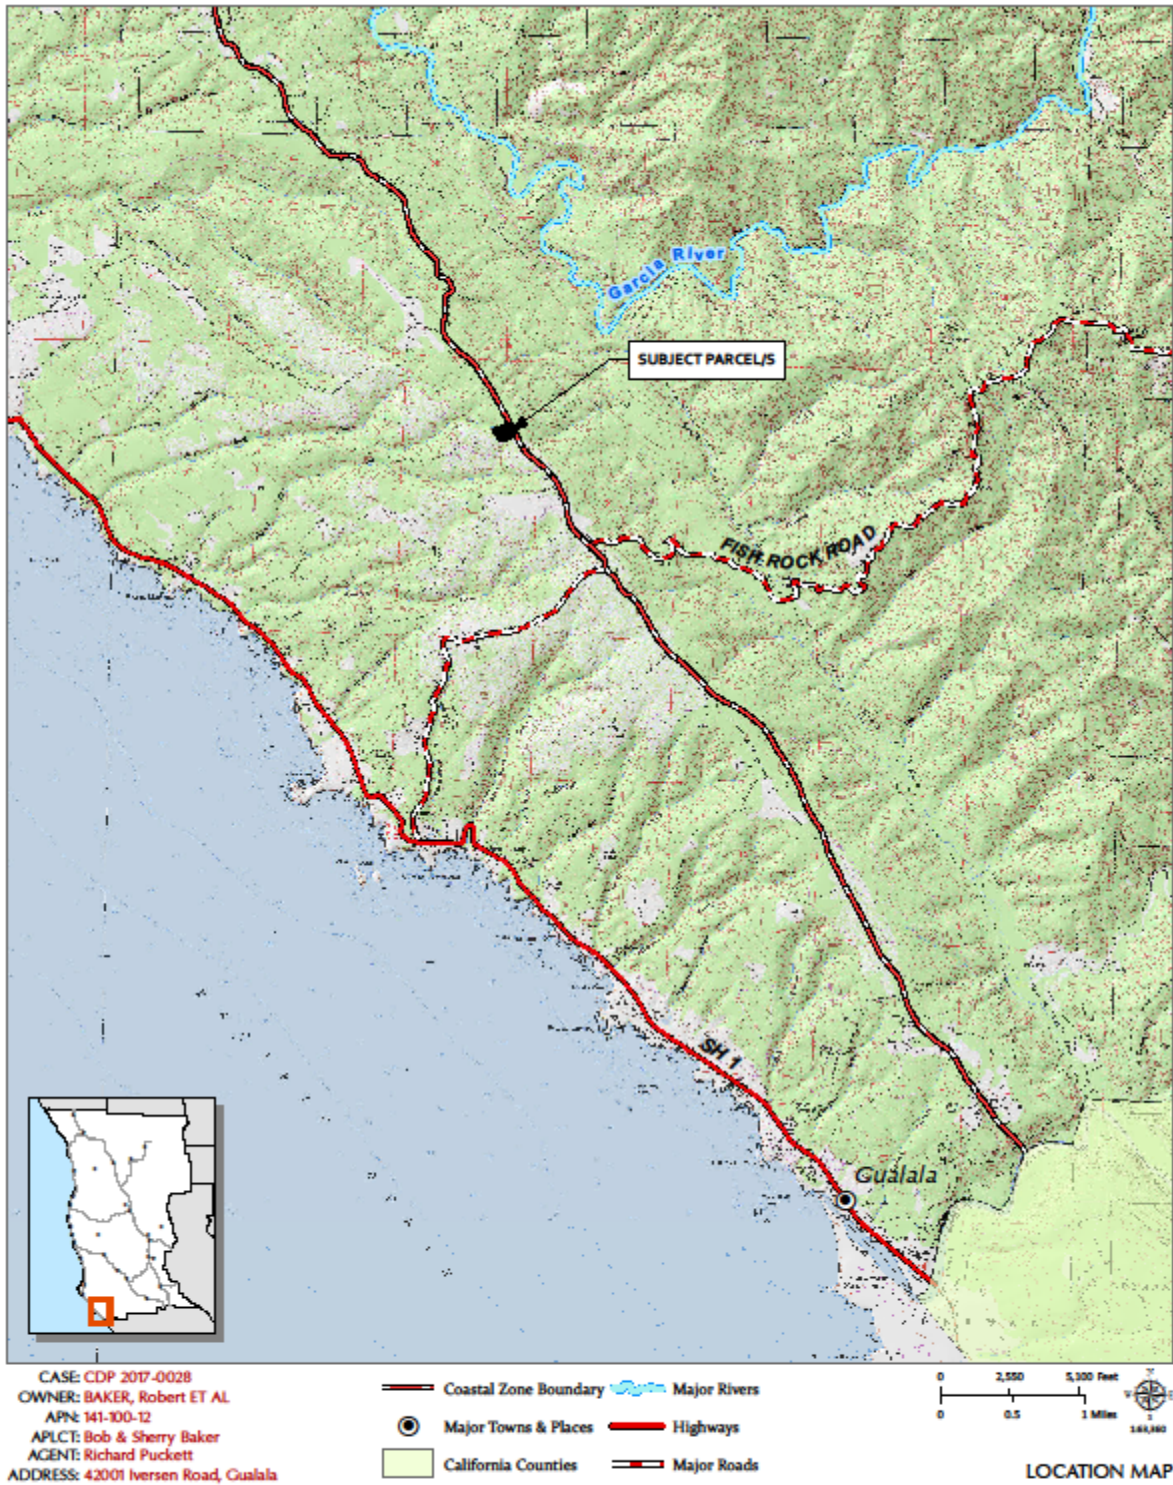 Garcia River
SUBJECT PARCEL/S
FISH ROCK ROAD
SH 1
Gualala
CASE: CDP 2017-0028
OWNER: BAKER, Robert ET AL
APN: 141-100-12
APLCT: Bob & Sherry Baker
AGENT: Richard Puckett
ADDRESS: 42001 Iversen Road, Gualala
Coastal Zone Boundary
Major Towns & Places
California Counties
Major Rivers
Highways
Major Roads
0 2,550 5,100 Feet
0 0.5 1 Miles
1:63,360
LOCATION MAP